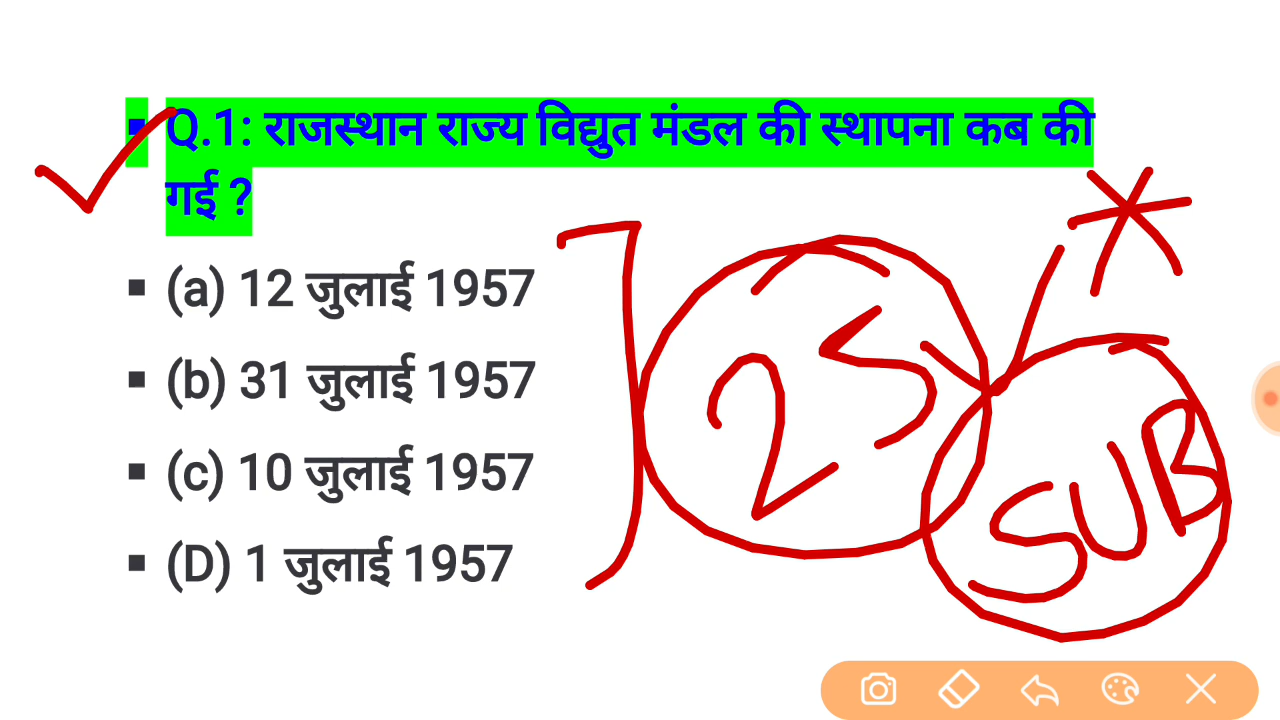 Q.1: राजस्थान राज्य विद्युत मंडल की स्थापना कब की
गई ?
(a) 12 जुलाई 1957
(b) 31 जुलाई 1957
(c) 10 जुलाई 1957
(D) 1 जुलाई 1957
25
SUB